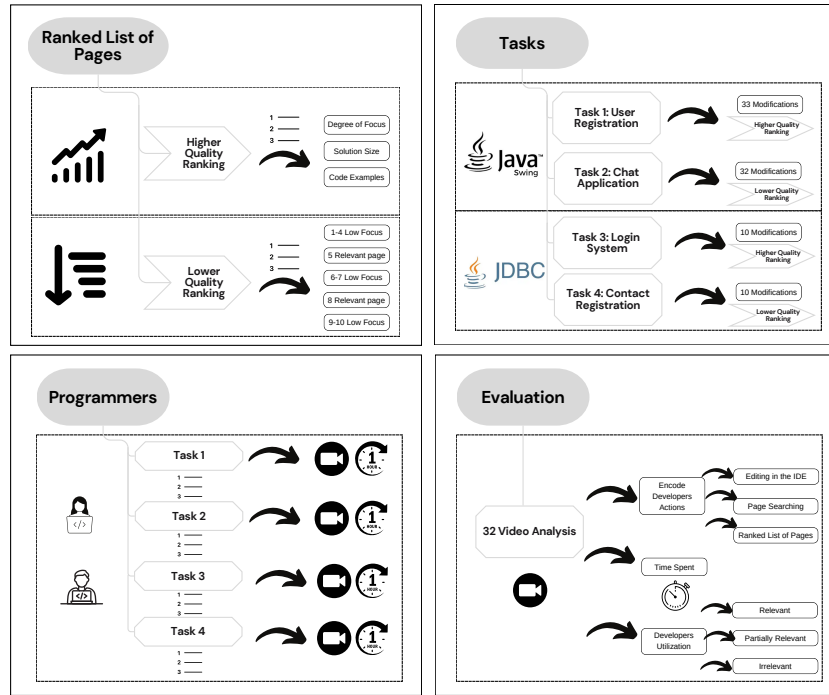 Ranked List of
Pages
Higher
Quality
Ranking
1
2
3
Degree of Focus
Solution Size
Code Examples
Lower
Quality
Ranking
1
2
3
1-4 Low Focus
5 Relevant page
6-7 Low Focus
8 Relevant page
9-10 Low Focus
Tasks
Java™
Swing
Task 1: User
Registration
33 Modifications
Higher Quality
Ranking
Task 2: Chat
Application
32 Modifications
Lower Quality
Ranking
JDBC
Task 3: Login
System
10 Modifications
Higher Quality
Ranking
Task 4: Contact
Registration
10 Modifications
Lower Quality
Ranking
Programmers
Task 1
1
HOUR
1
2
3
Task 2
1
HOUR
1
2
3
Task 3
1
HOUR
1
2
3
Task 4
1
HOUR
1
2
3
Evaluation
32 Video Analysis
Encode
Developers
Actions
Editing in the IDE
Page Searching
Ranked List of Pages
Time Spent
Developers
Utilization
Relevant
Partially Relevant
Irrelevant